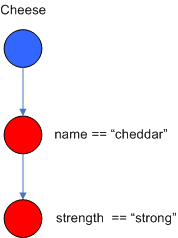 Cheese
name == “cheddar”
strength == “strong”